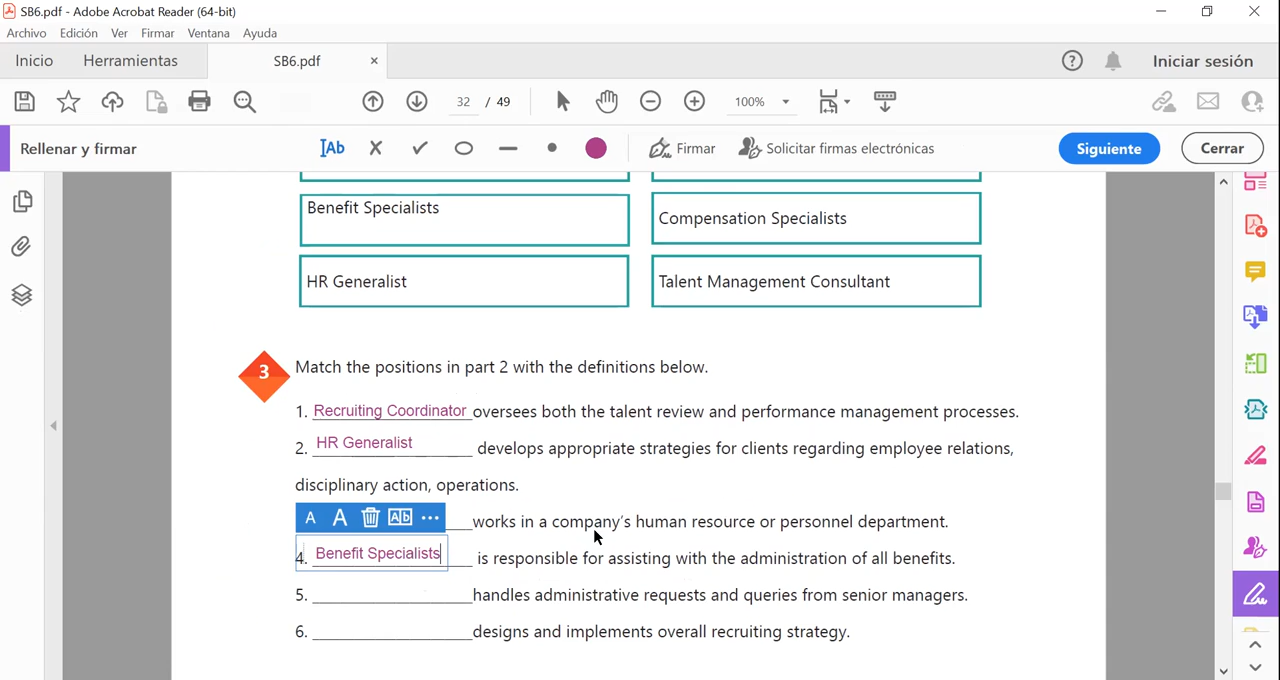 SB6.pdf - Adobe Acrobat Reader (64-bit)
Archivo Edición Ver Firmar Ventana Ayuda
Inicio Herramientas SB6.pdf × Iniciar sesión
32 / 49 100%
Rellenar y firmar Ab Firmar Solicitar firmas electrónicas Siguiente Cerrar
Benefit Specialists Compensation Specialists
HR Generalist Talent Management Consultant
3 Match the positions in part 2 with the definitions below.
1. Recruiting Coordinator oversees both the talent review and performance management processes.
2. HR Generalist develops appropriate strategies for clients regarding employee relations,
disciplinary action, operations.
A A Ab ... works in a company's human resource or personnel department.
4. Benefit Specialists is responsible for assisting with the administration of all benefits.
5. ________________handles administrative requests and queries from senior managers.
6. ________________designs and implements overall recruiting strategy.